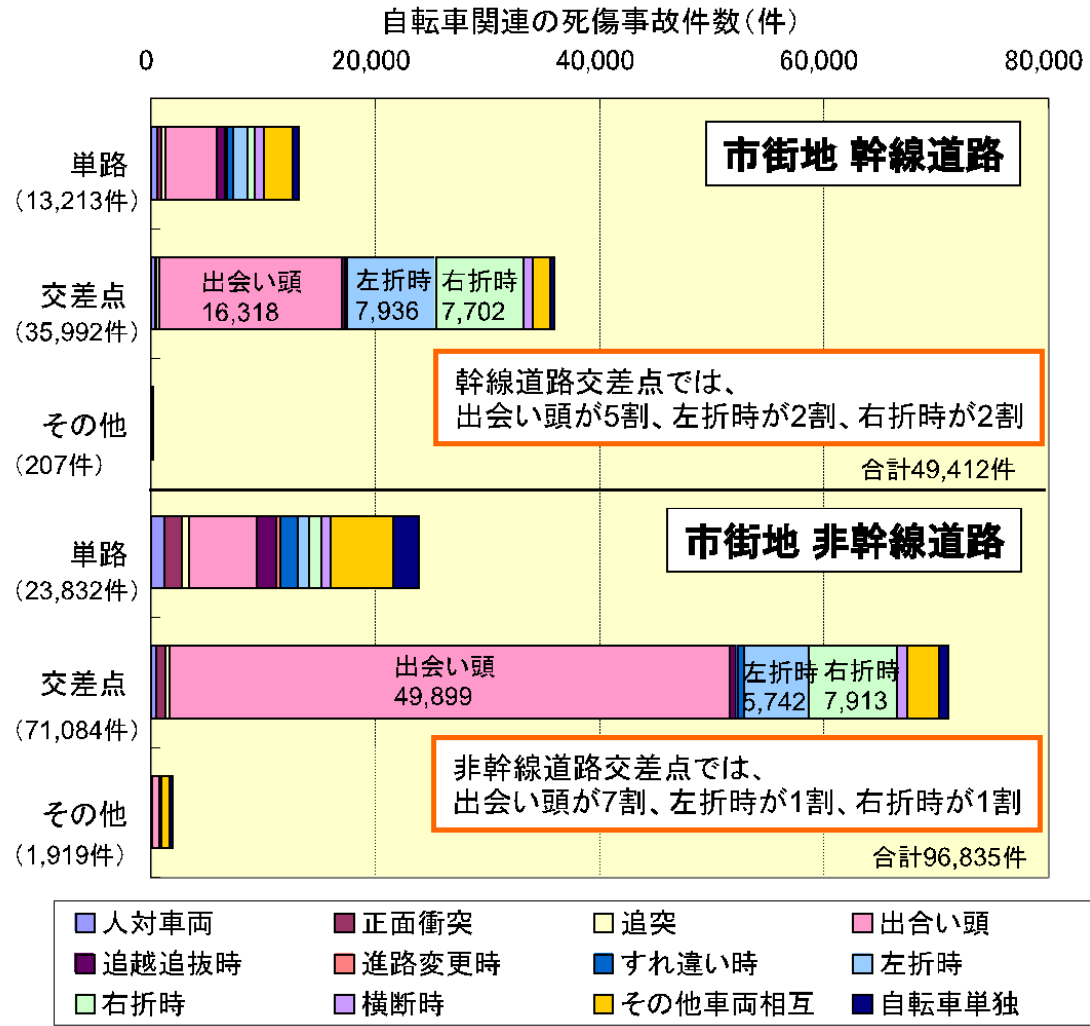 自転車関連の死傷事故件数(件)
0 20,000 40,000 60,000 80,000
市街地 幹線道路
単路
(13,213件)
交差点
(35,992件)
出会い頭
16,318
左折時
7,936
右折時
7,702
幹線道路交差点では、
出会い頭が5割、左折時が2割、右折時が2割
その他
(207件)
合計49,412件
市街地 非幹線道路
単路
(23,832件)
交差点
(71,084件)
出会い頭
49,899
左折時
5,742
右折時
7,913
非幹線道路交差点では、
出会い頭が7割、左折時が1割、右折時が1割
その他
(1,919件)
合計96,835件
人対車両 正面衝突 追突 出合い頭
追越追抜時 進路変更時 すれ違い時 左折時
右折時 横断時 その他車両相互 自転車単独